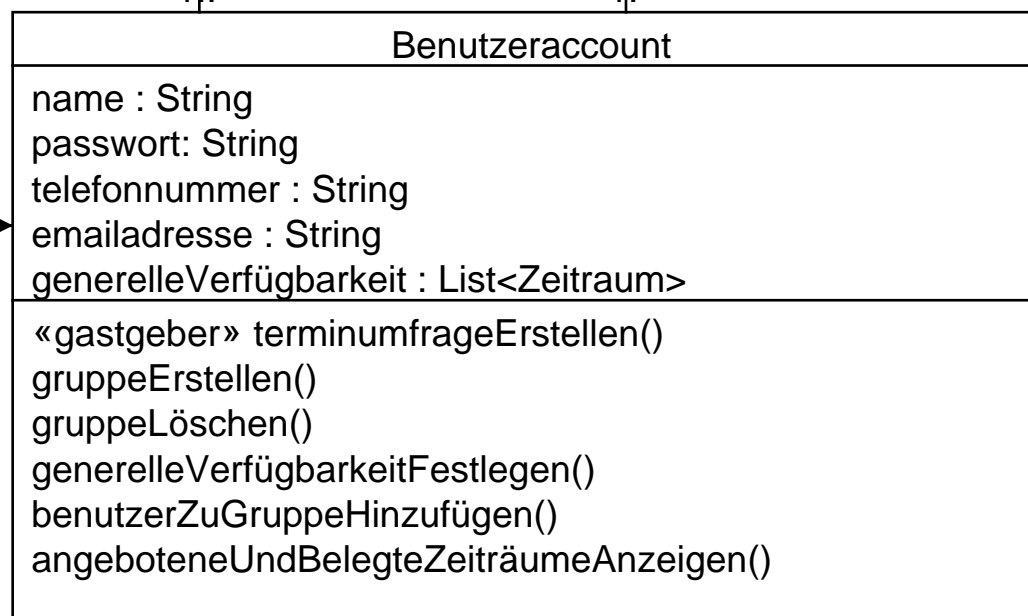 Benutzeraccount
name : String
passwort: String
telefonnummer : String
emailadresse : String
generelleVerfügbarkeit : List<Zeitraum>
«gastgeber» terminumfrageErstellen()
gruppeErstellen()
gruppeLöschen()
generelleVerfügbarkeitFestlegen()
benutzerZuGruppeHinzufügen()
angeboteneUndBelegteZeiträumeAnzeigen()